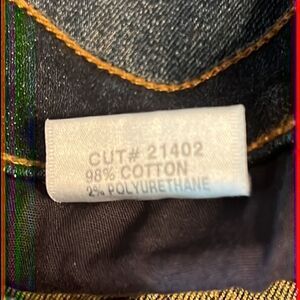 CUT# 21402
98% COTTON
2% POLYURETHANE